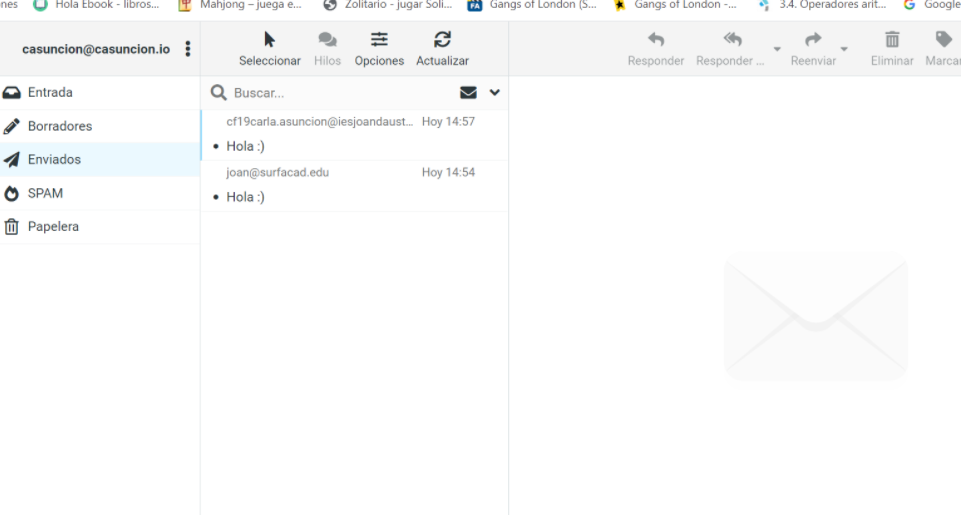 nes Hola Ebook - libros... Mahjong – juega e... Zolitario - jugar Soli... FA Gangs of London (S... Gangs of London -... 3.4. Operadores arit... G Google
casuncion@casuncion.io
Seleccionar Hilos Opciones Actualizar
Responder Responder ... Reenviar Eliminar Marcar
Entrada
Borradores
Enviados
SPAM
Papelera
Buscar...
cf19carla.asuncion@iesjoandaust... Hoy 14:57
• Hola :)
joan@surfacad.edu Hoy 14:54
• Hola :)